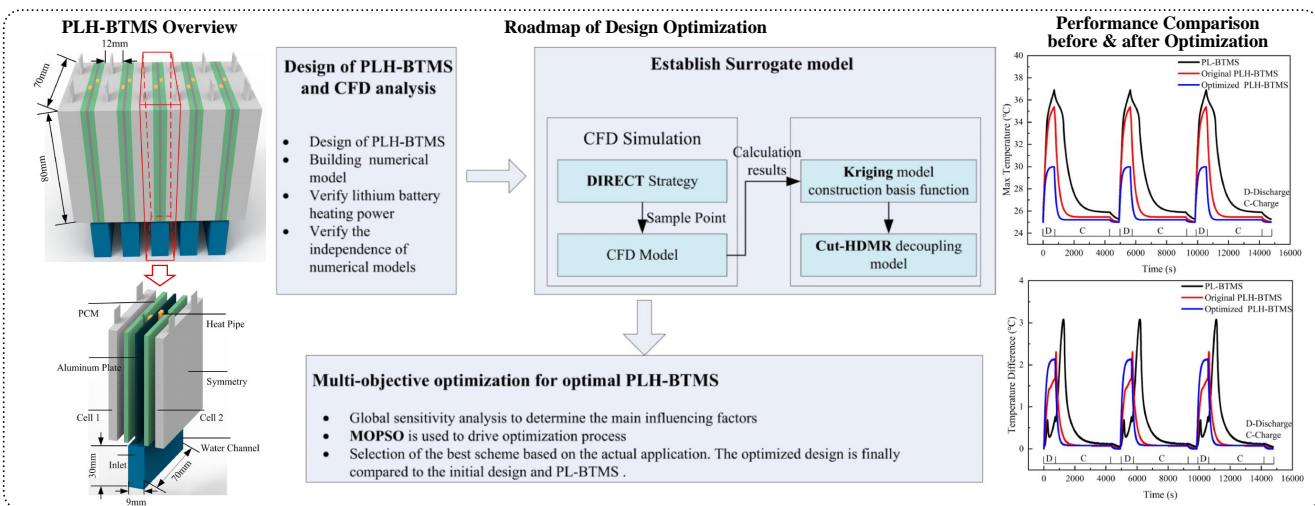 PLH-BTMS Overview
12mm
70mm
80mm
PCM
Heat Pipe
Aluminum Plate
Symmetry
Cell 1
Cell 2
Water Channel
Inlet
30mm
70mm
9mm
Roadmap of Design Optimization
Design of PLH-BTMS
and CFD analysis
• Design of PLH-BTMS
• Building numerical
model
• Verify lithium battery
heating power
• Verify the
independence of
numerical models
Establish Surrogate model
CFD Simulation
DIRECT Strategy
Sample Point
CFD Model
Calculation
results
Kriging model
construction basis function
Cut-HDMR decoupling
model
Multi-objective optimization for optimal PLH-BTMS
• Global sensitivity analysis to determine the main influencing factors
• MOPSO is used to drive optimization process
• Selection of the best scheme based on the actual application. The optimized design is finally
compared to the initial design and PL-BTMS .
Performance Comparison
before & after Optimization
PL-BTMS
Original PLH-BTMS
Optimized PLH-BTMS
Max Temperature (°C)
40
38
36
34
32
30
28
26
24
D-Discharge
C-Charge
D C D C D C
0 2000 4000 6000 8000 10000 12000 14000 16000
Time (s)
PL-BTMS
Original PLH-BTMS
Optimized PLH-BTMS
Temperature Difference (°C)
4
3
2
1
0
D-Discharge
C-Charge
D C D C D C
0 2000 4000 6000 8000 10000 12000 14000 16000
Time (s)